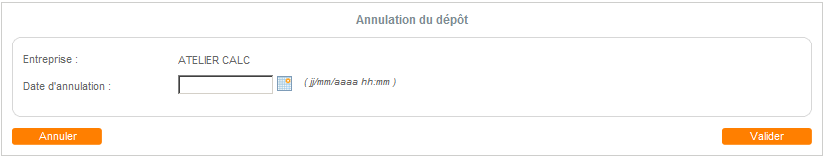 Annulation du dépôt
Entreprise : ATELIER CALC
Date d'annulation : ( jj/mm/aaaa hh:mm )
Annuler Valider